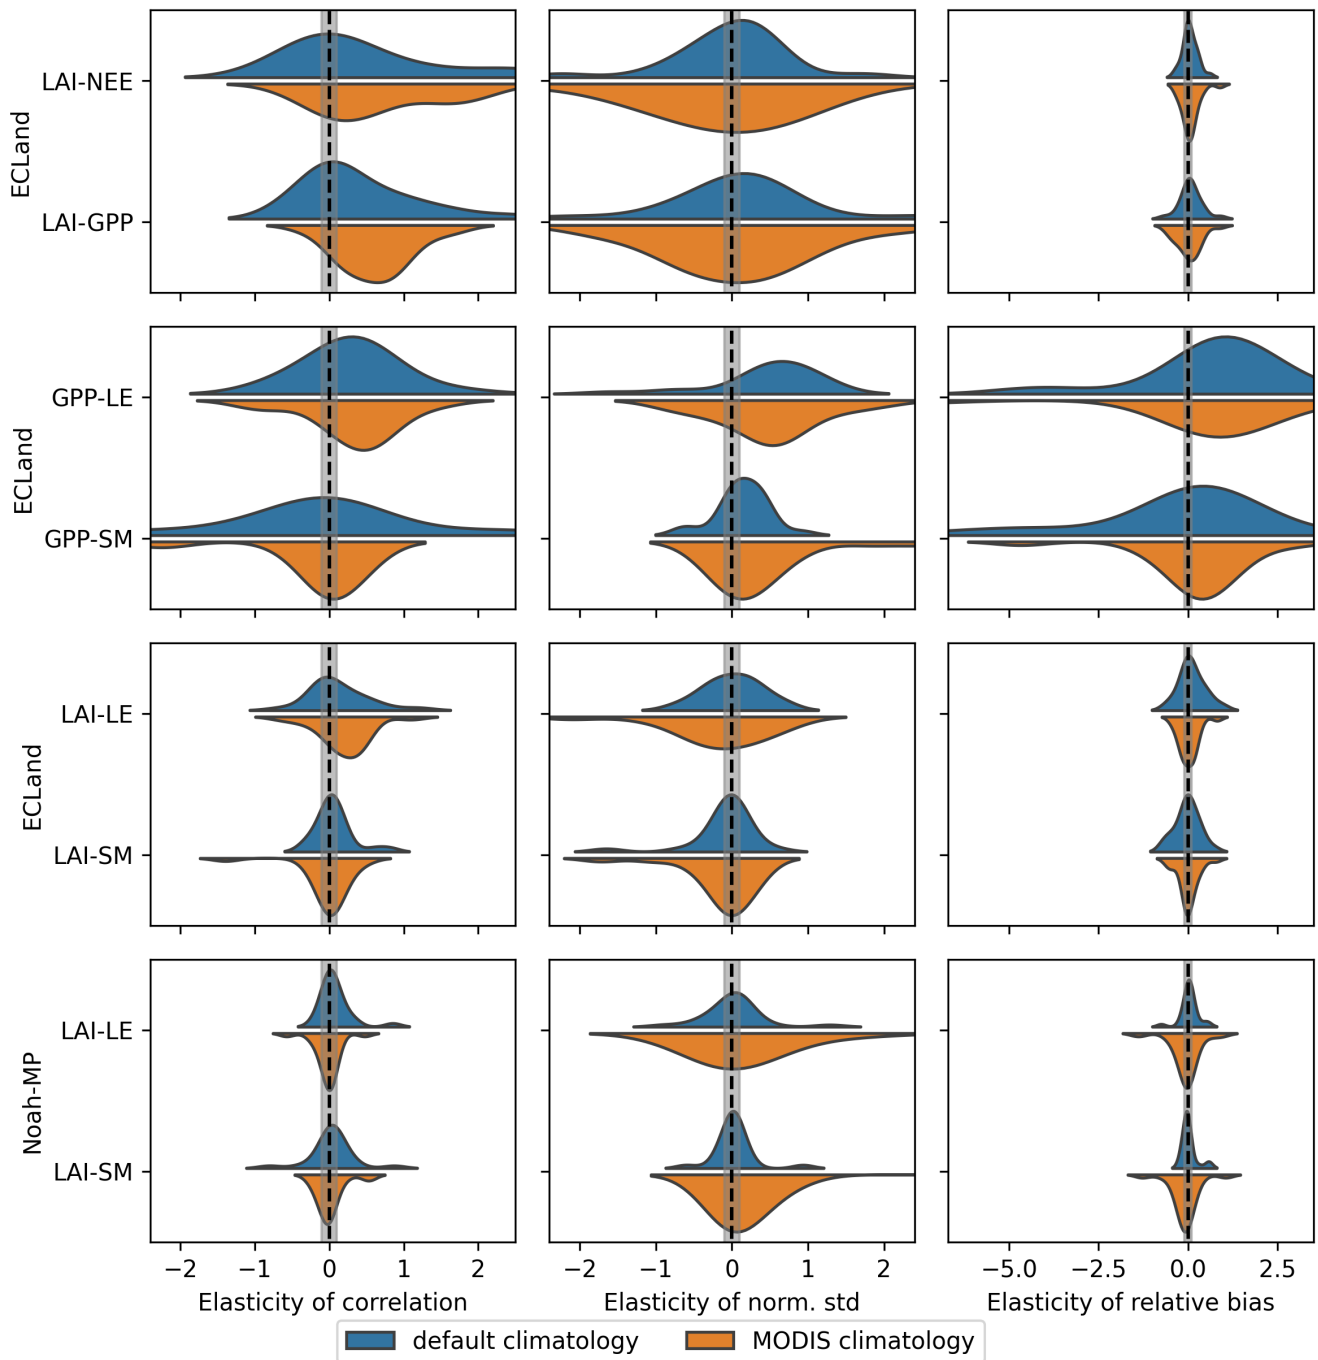 ECLand
LAI-NEE
LAI-GPP
ECLand
GPP-LE
GPP-SM
ECLand
LAI-LE
LAI-SM
Noah-MP
LAI-LE
LAI-SM
−2 −1 0 1 2
−2 −1 0 1 2
−5.0 −2.5 0.0 2.5
Elasticity of correlation
Elasticity of norm. std
Elasticity of relative bias
default climatology
MODIS climatology